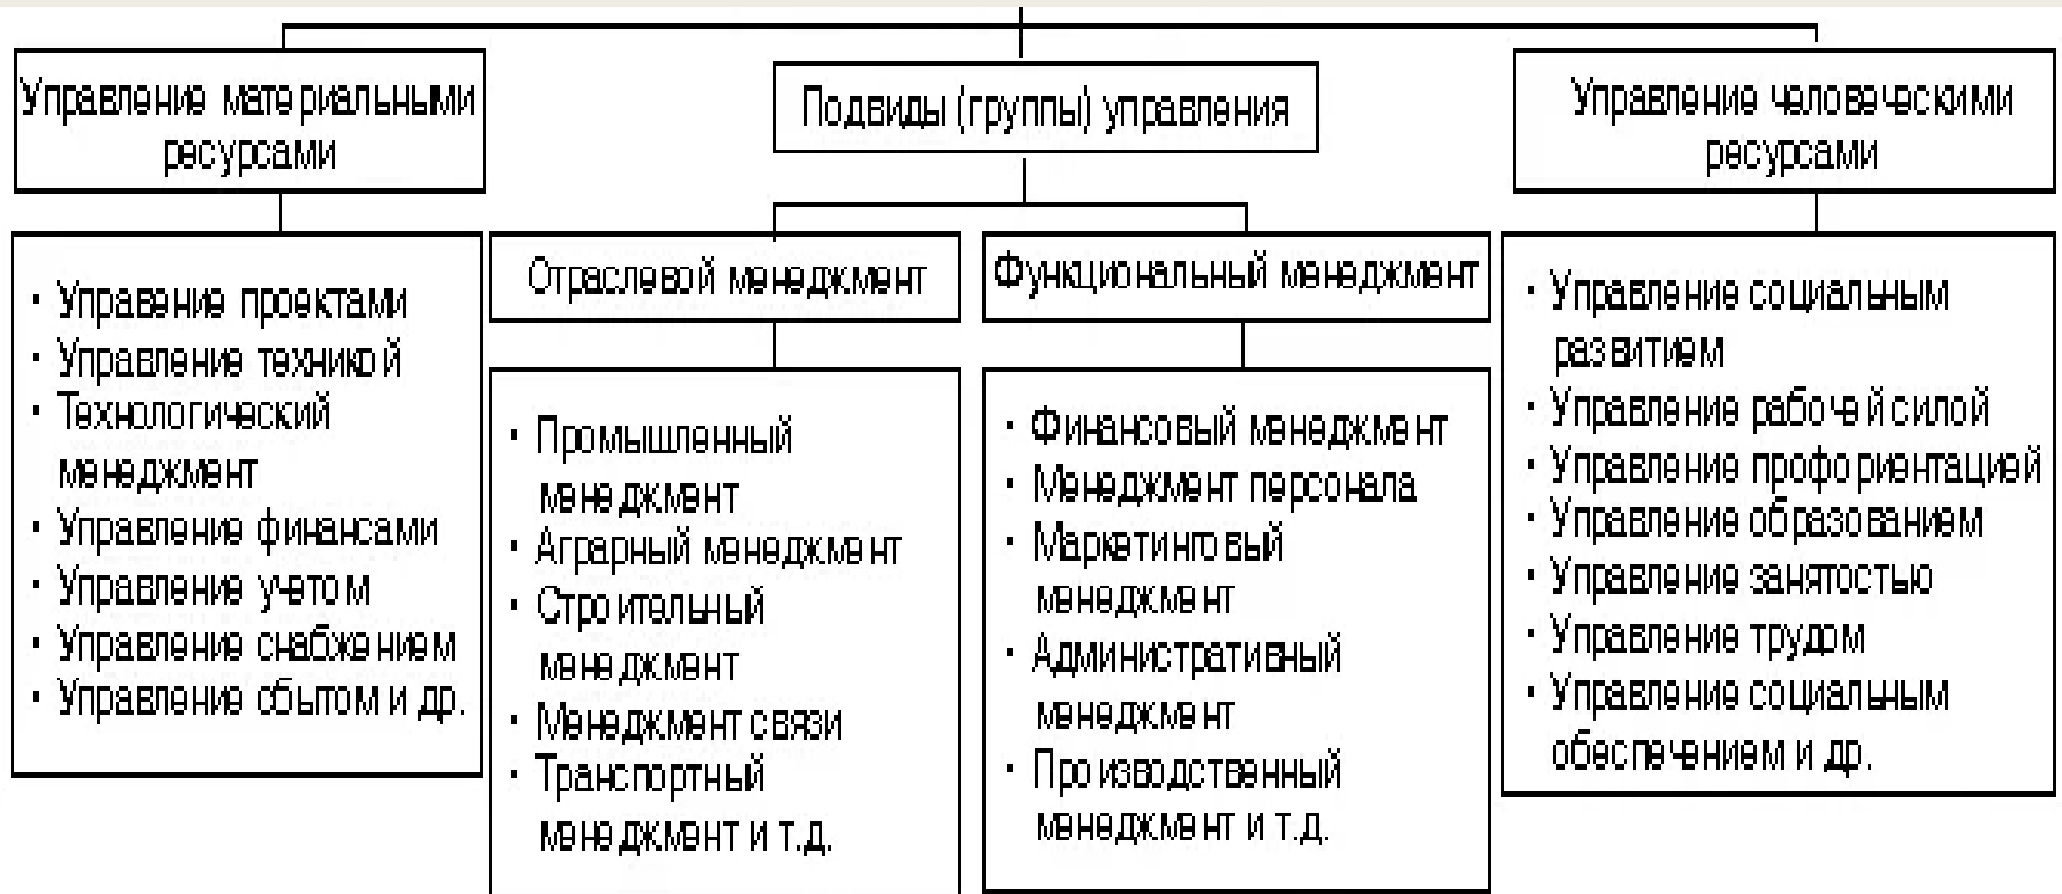 Управление материальными
ресурсами
Подвиды (группы) управления
Управление человеческими
ресурсами
· Управение проектами
· Управление техникой
· Технологический
менеджмент
· Управление финансами
· Управление учетом
· Управление снабжением
· Управление сбытом и др.
Отраслевой менеджмент
· Промышленный
менеджмент
· Аграрный менеджмент
· Строительный
менеджмент
· Менеджмент связи
· Транспортный
менеджмент и т.д.
Функциональный менеджмент
· Финансовый менеджмент
· Менеджмент персонала
· Маркетинговый
менеджмент
· Административный
менеджмент
· Производственный
менеджмент и т.д.
· Управление социальным
развитием
· Управление рабочей силой
· Управление профориентацией
· Управление образованием
· Управление занятостью
· Управление трудом
· Управление социальным
обеспечением и др.